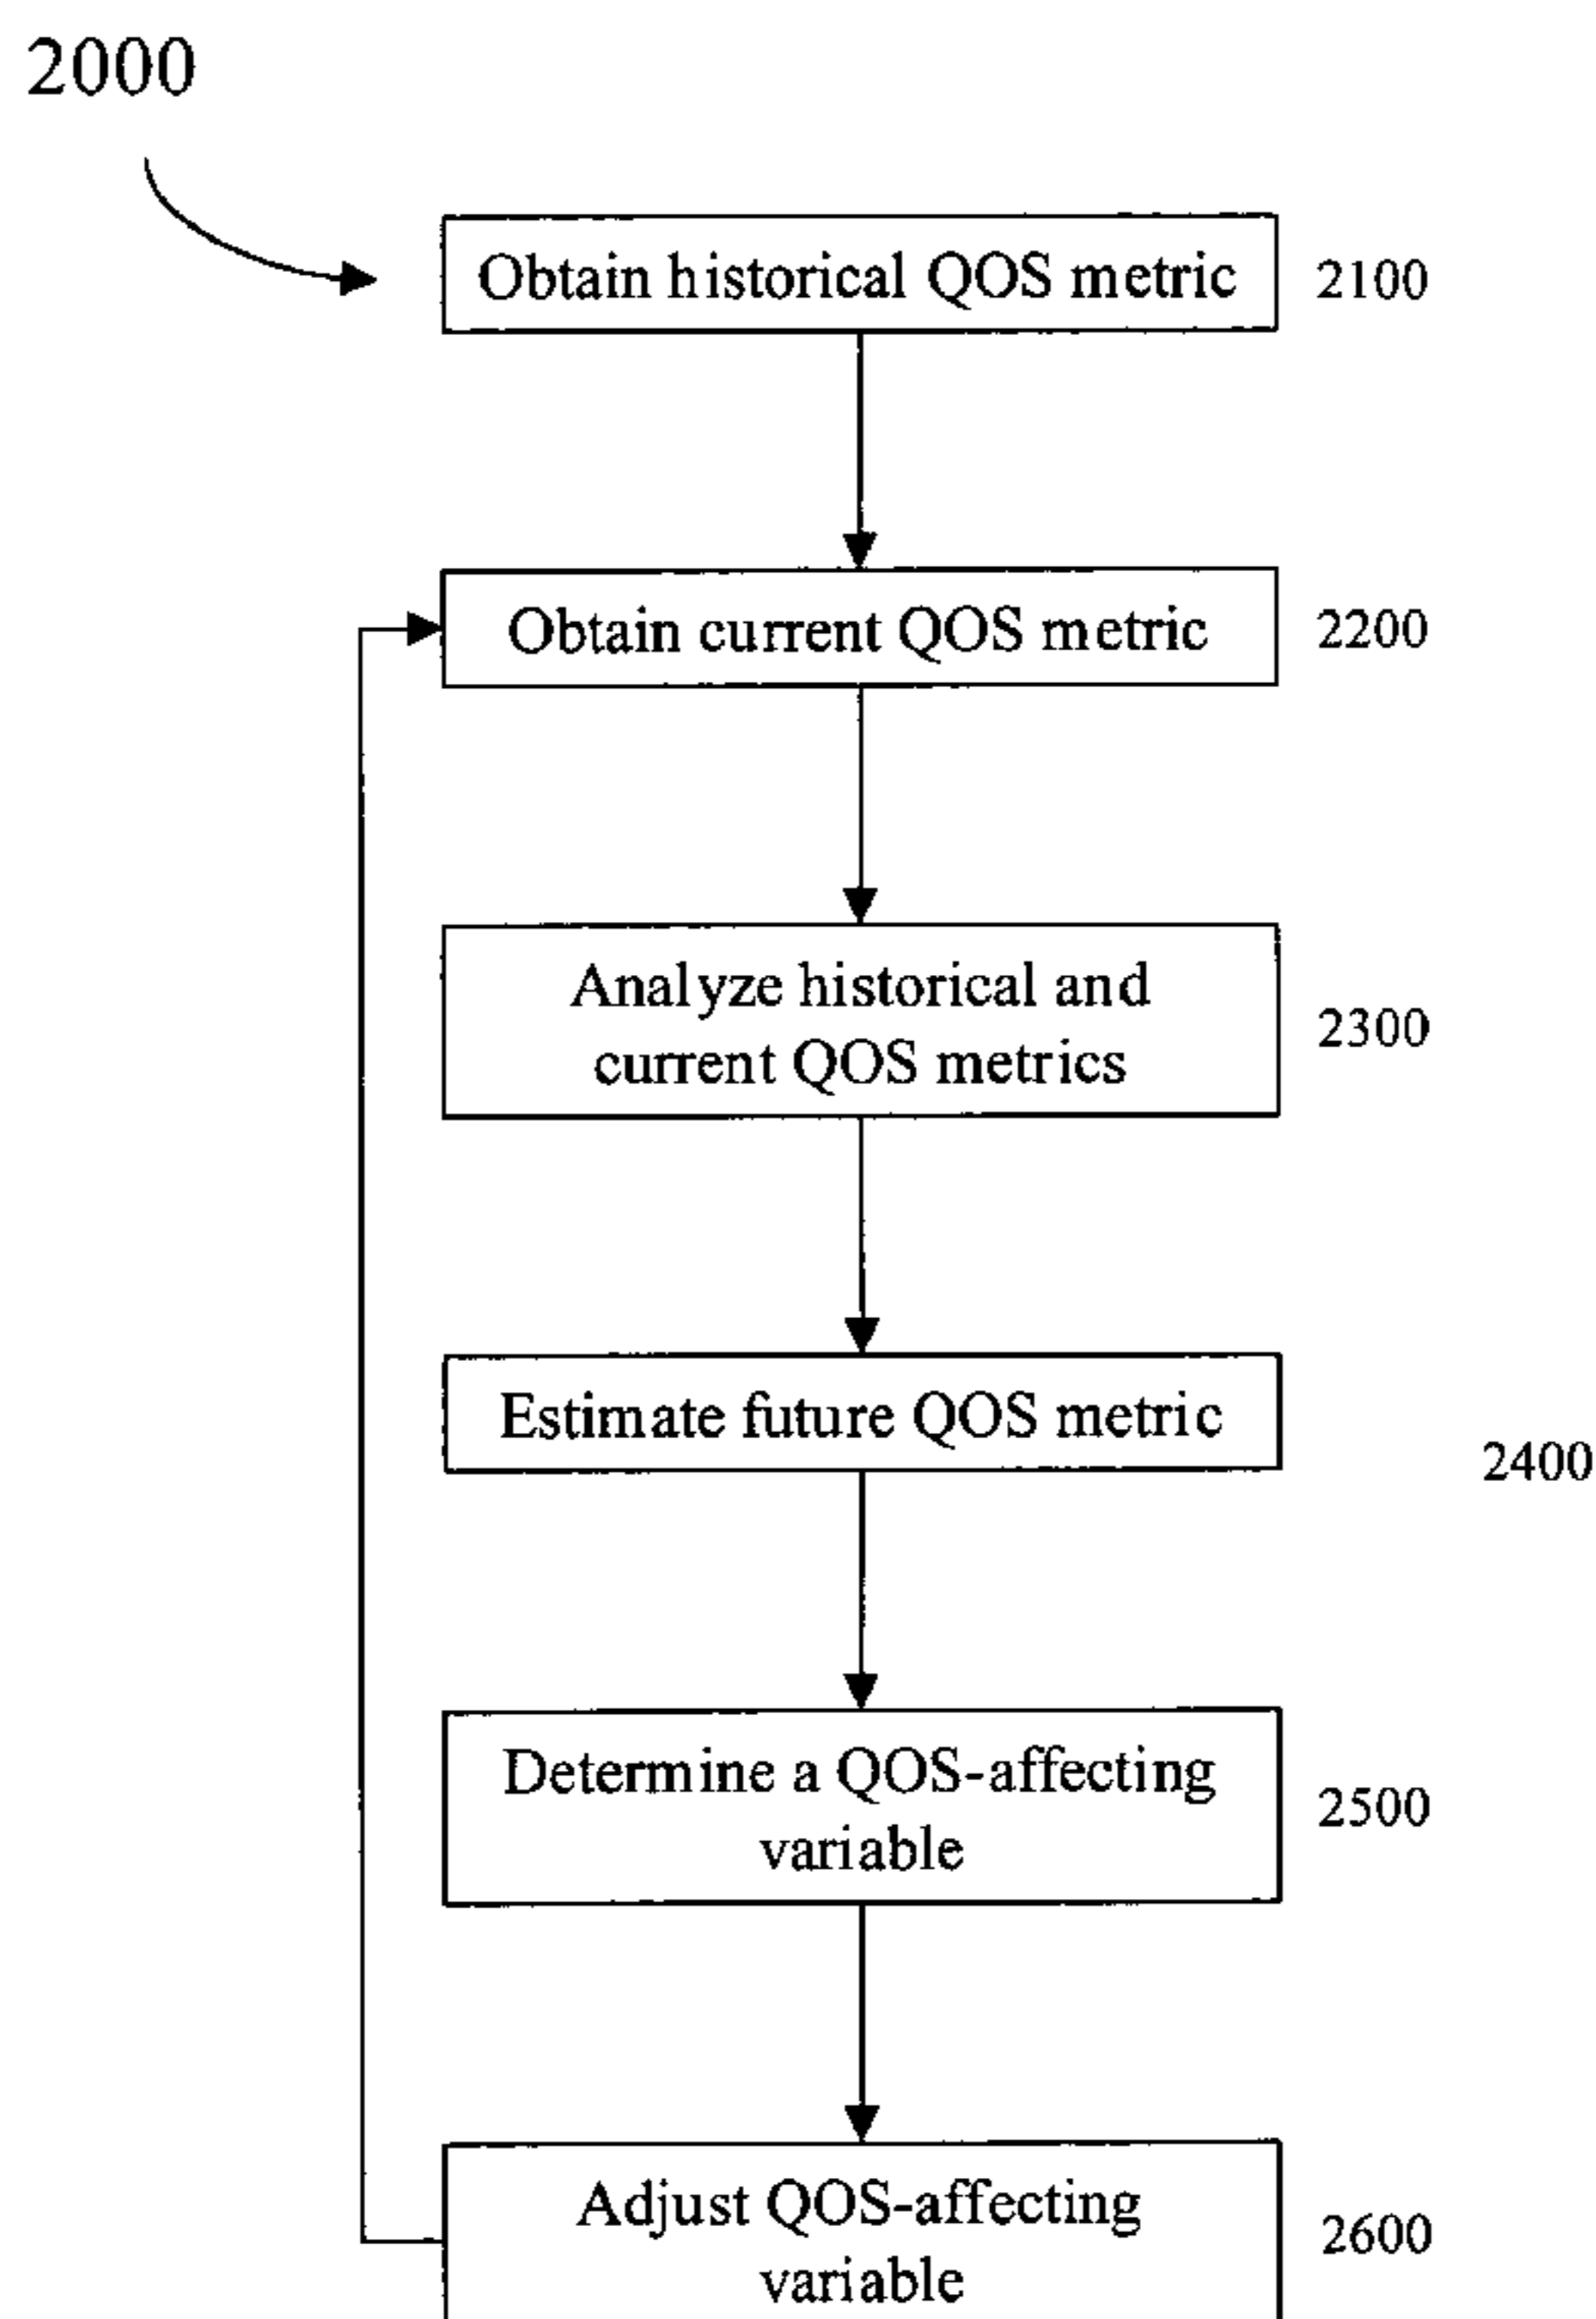 2000
Obtain historical QOS metric
2100
Obtain current QOS metric
2200
Analyze historical and
current QOS metrics
2300
Estimate future QOS metric
2400
Determine a QOS-affecting
variable
2500
Adjust QOS-affecting
variable
2600